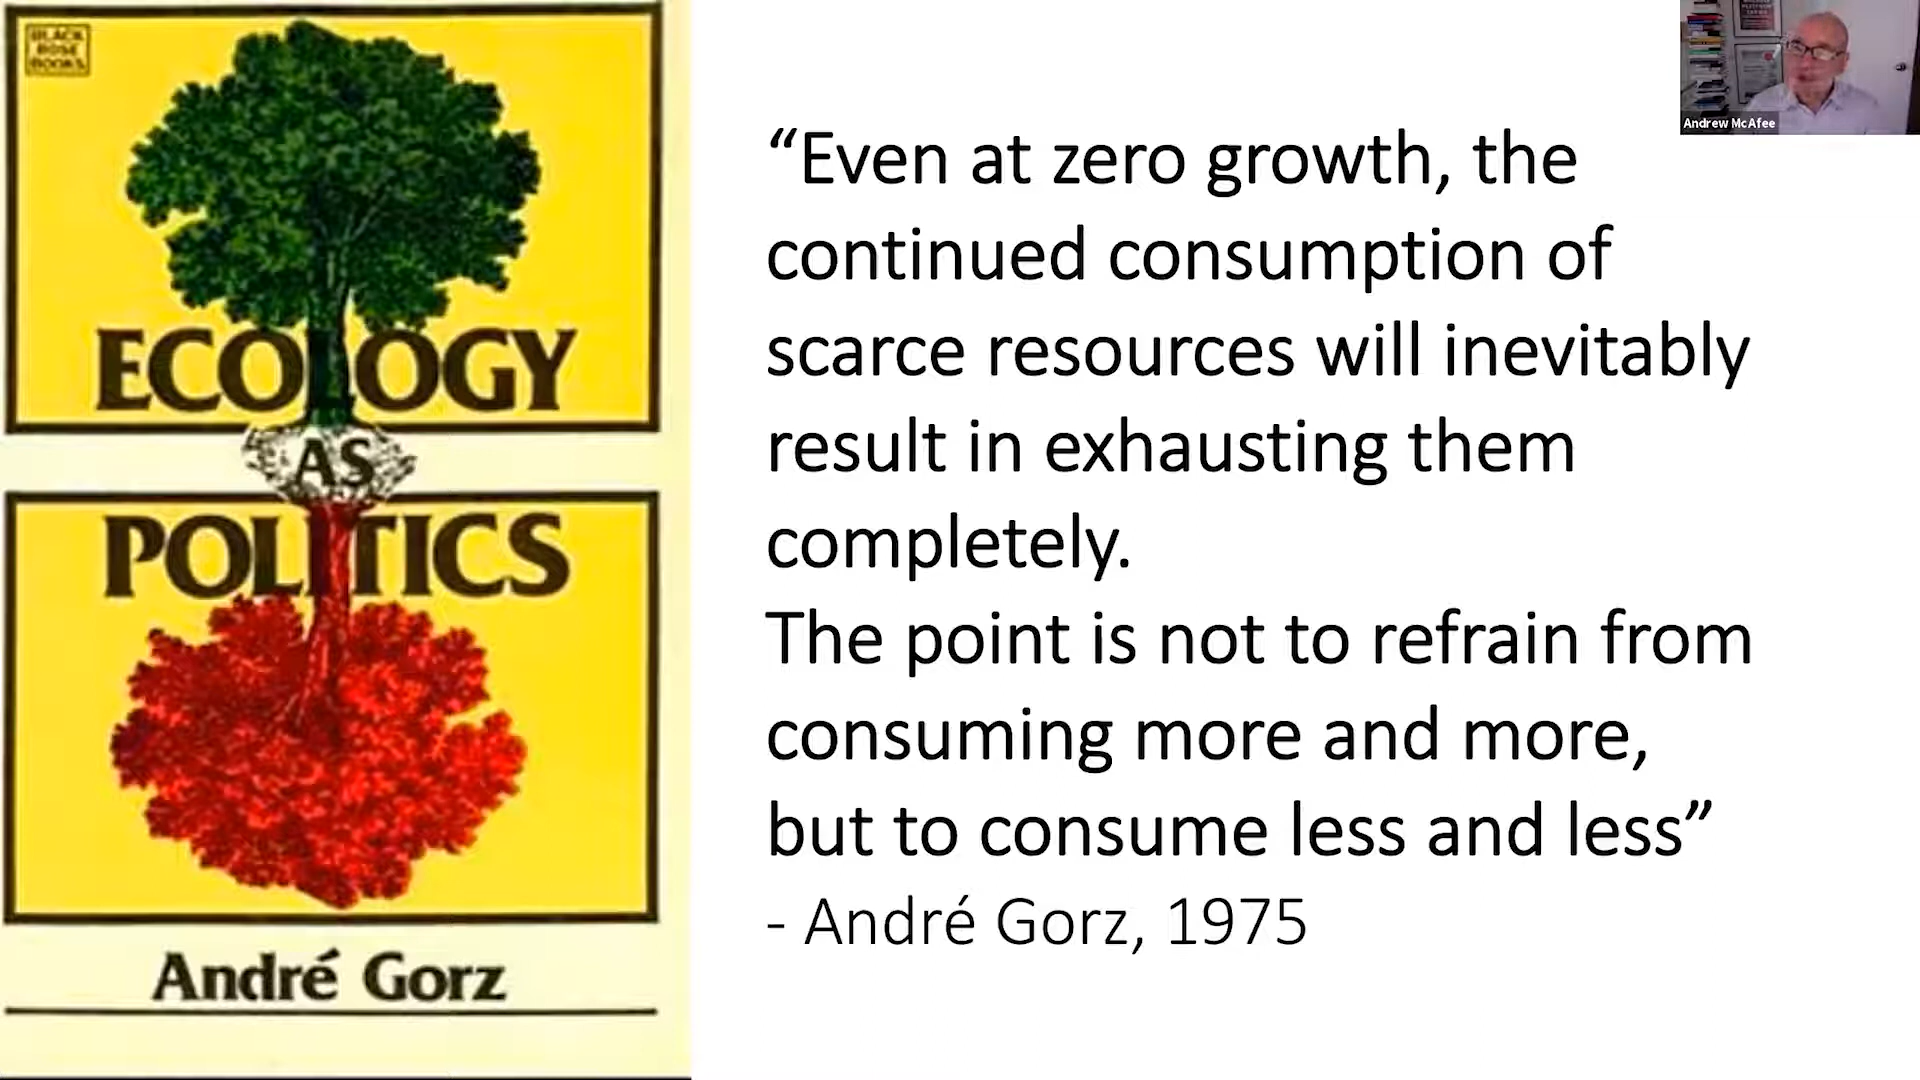 BLACK
ROSE
BOOKS
ECOLOGY
AS
POLITICS
André Gorz
“Even at zero growth, the
continued consumption of
scarce resources will inevitably
result in exhausting them
completely.
The point is not to refrain from
consuming more and more,
but to consume less and less”
- André Gorz, 1975
Andrew McAfee